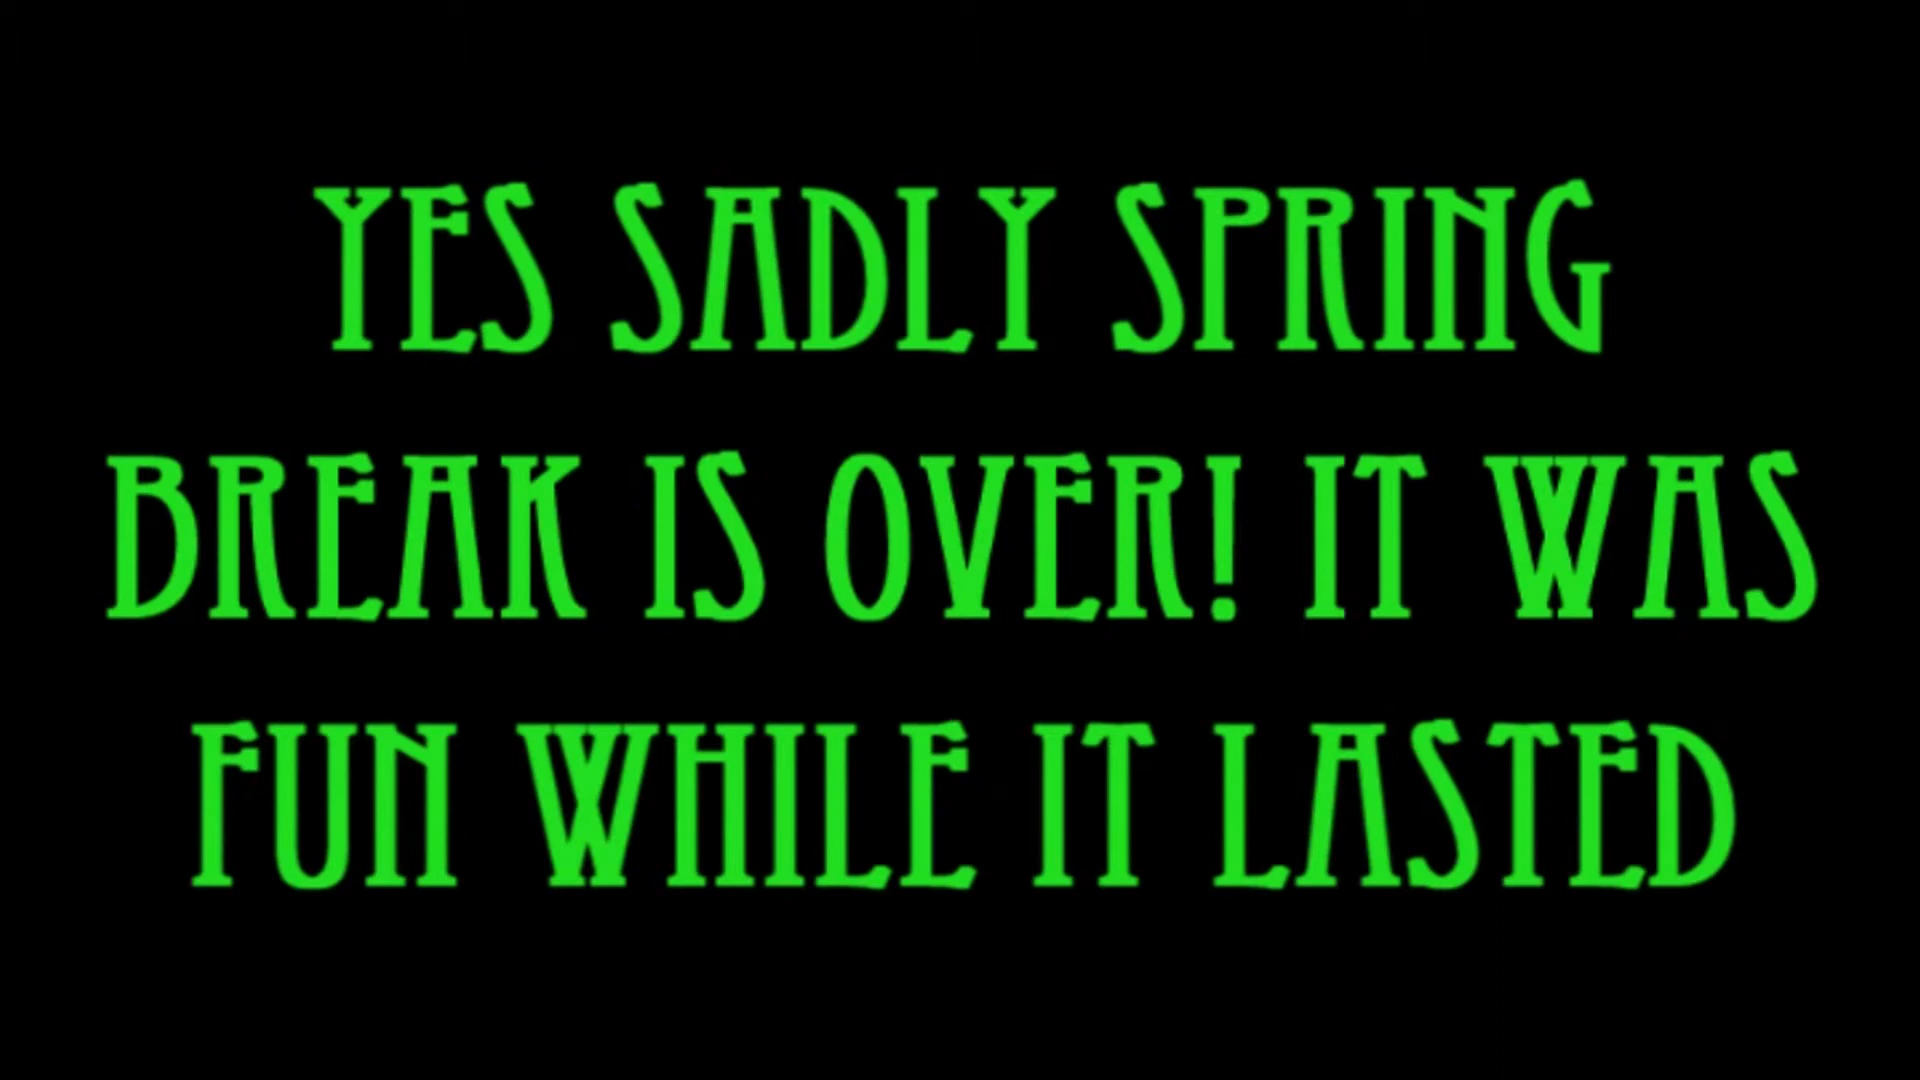 YES SADLY SPRING
BREAK IS OVER! IT WAS
FUN WHILE IT LASTED